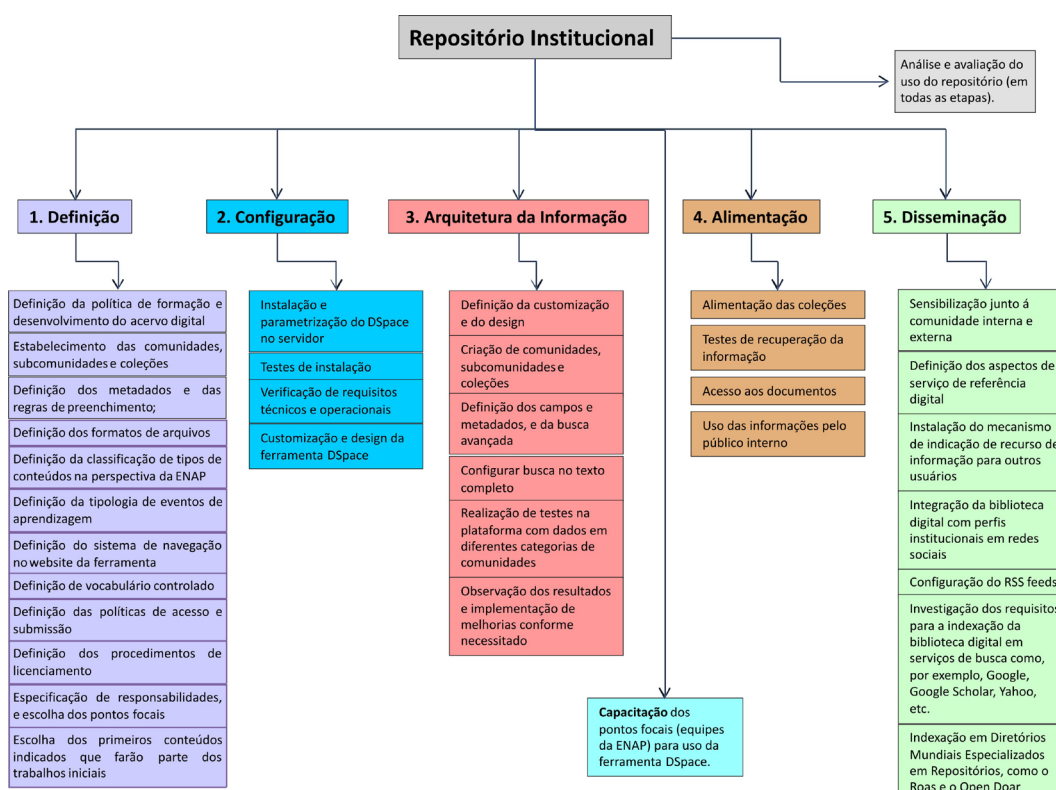 Repositório Institucional
Análise e avaliação do
uso do repositório (em
todas as etapas).
1. Definição
2. Configuração
3. Arquitetura da Informação
4. Alimentação
5. Disseminação
Definição da política de formação e
desenvolvimento do acervo digital
Estabelecimento das comunidades,
subcomunidades e coleções
Definição dos metadados e das
regras de preenchimento;
Definição dos formatos de arquivos
Definição da classificação de tipos de
conteúdos na perspectiva da ENAP
Definição da tipologia de eventos de
aprendizagem
Definição do sistema de navegação
no website da ferramenta
Definição de vocabulário controlado
Definição das políticas de acesso e
submissão
Definição dos procedimentos de
licenciamento
Especificação de responsabilidades,
e escolha dos pontos focais
Escolha dos primeiros conteúdos
indicados que farão parte dos
trabalhos iniciais
Instalação e
parametrização do DSpace
no servidor
Testes de instalação
Verificação de requisitos
técnicos e operacionais
Customização e design da
ferramenta DSpace
Definição da customização
e do design
Criação de comunidades,
subcomunidades e
coleções
Definição dos campos e
metadados, e da busca
avançada
Configurar busca no texto
completo
Realização de testes na
plataforma com dados em
diferentes categorias de
comunidades
Observação dos resultados
e implementação de
melhorias conforme
necessitado
Capacitação dos
pontos focais (equipes
da ENAP) para uso da
ferramenta DSpace.
Alimentação das coleções
Testes de recuperação da
informação
Acesso aos documentos
Uso das informações pelo
público interno
Sensibilização junto á
comunidade interna e
externa
Definição dos aspectos de
serviço de referência
digital
Instalação do mecanismo
de indicação de recurso de
informação para outros
usuários
Integração da biblioteca
digital com perfis
institucionais em redes
sociais
Configuração do RSS feeds
Investigação dos requisitos
para a indexação da
biblioteca digital em
serviços de busca como,
por exemplo, Google,
Google Scholar, Yahoo,
etc.
Indexação em Diretórios
Mundiais Especializados
em Repositórios, como o
Roas e o Open Doar